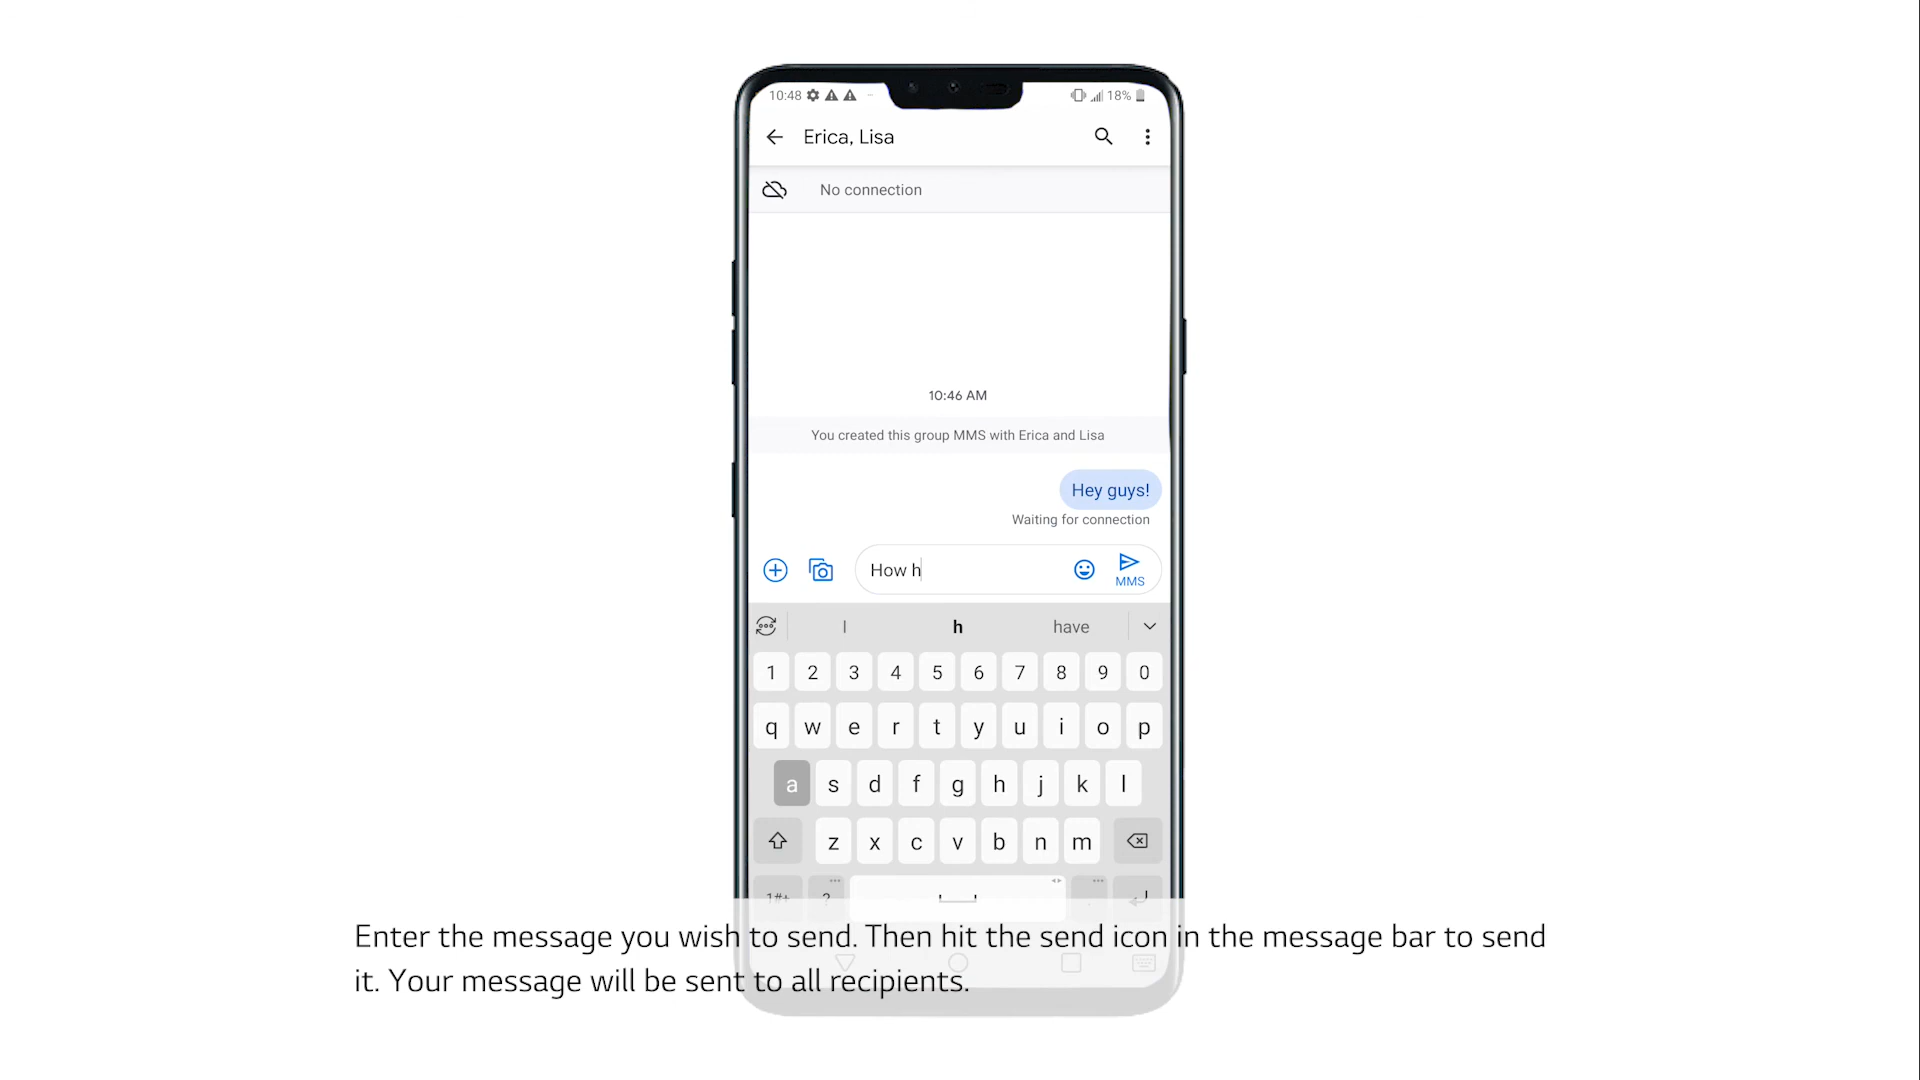 10:48
18%
Erica, Lisa
No connection
10:46 AM
You created this group MMS with Erica and Lisa
Hey guys!
Waiting for connection
How h
MMS
I h have
1 2 3 4 5 6 7 8 9 0
q w e r t y u i o p
a s d f g h j k l
z x c v b n m
1#+ ? .
Enter the message you wish to send. Then hit the send icon in the message bar to send
it. Your message will be sent to all recipients.